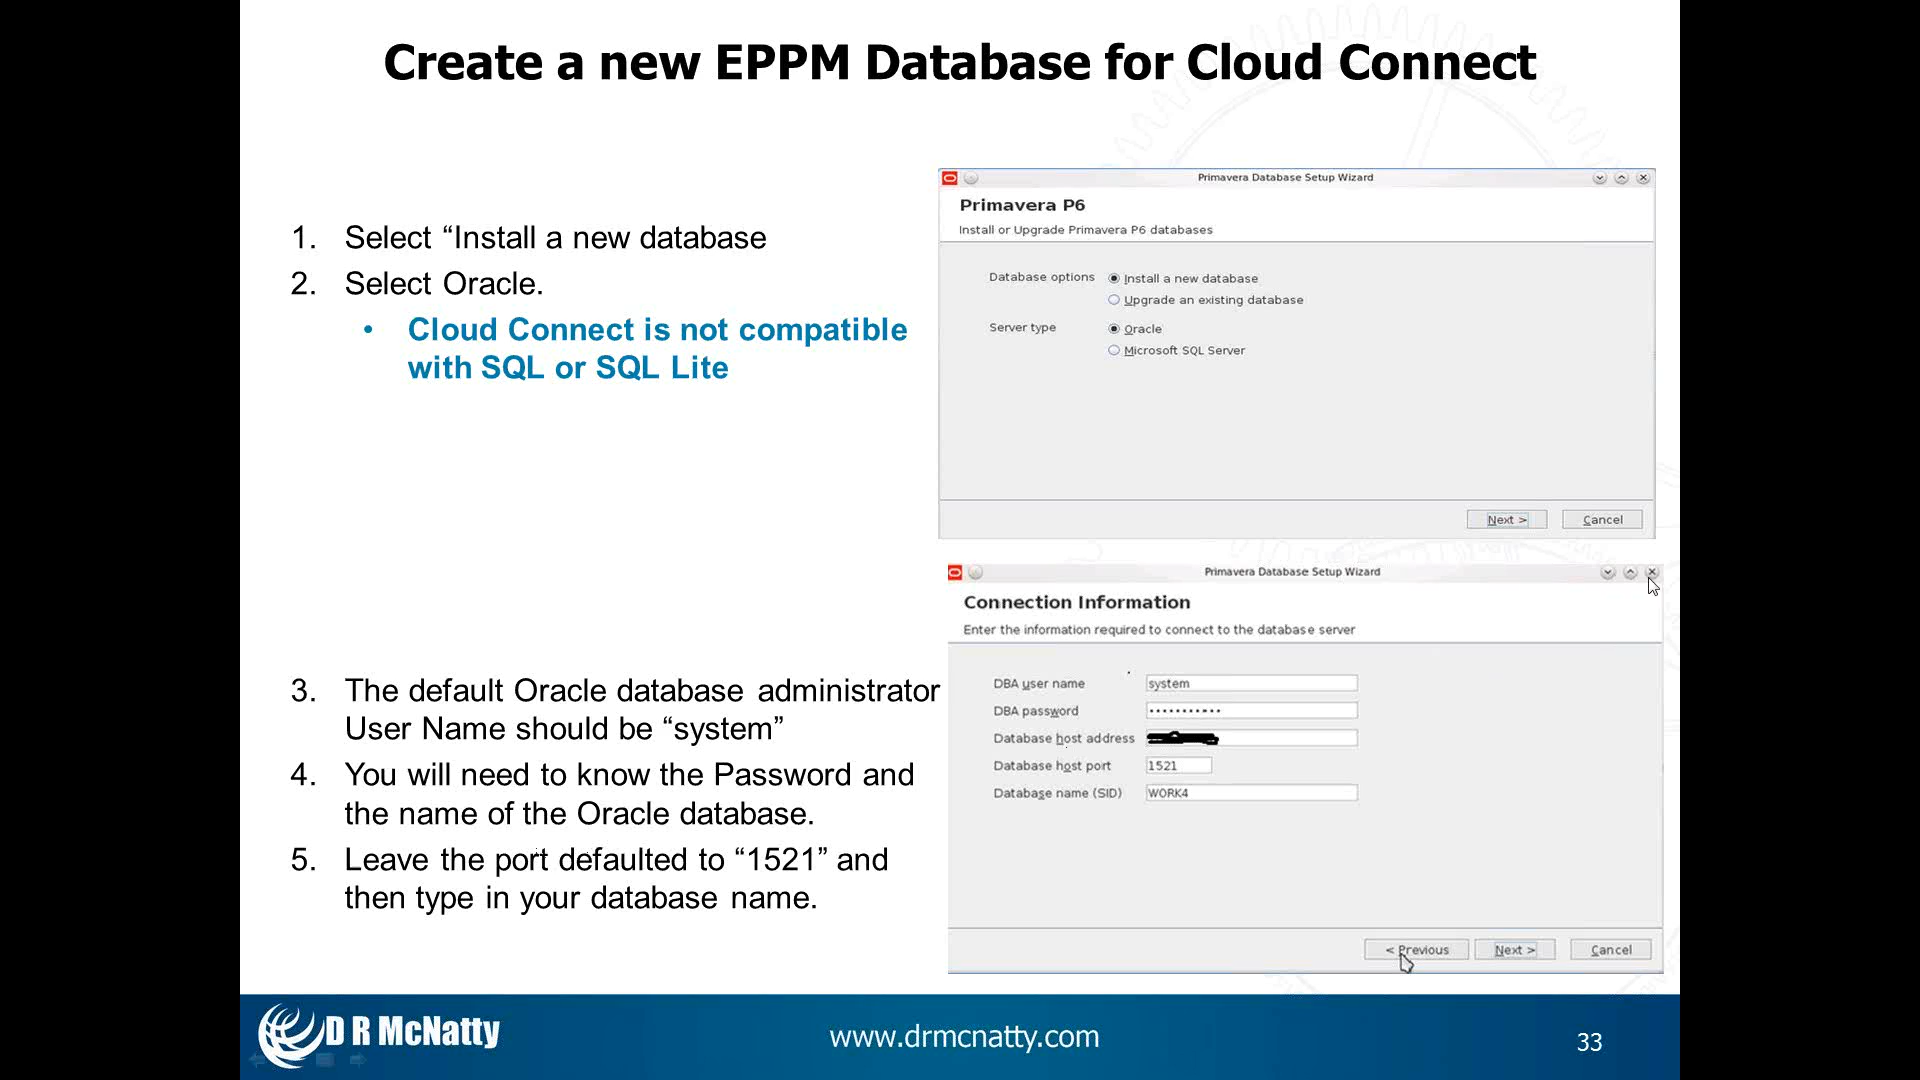 Create a new EPPM Database for Cloud Connect
1. Select “Install a new database
2. Select Oracle.
• Cloud Connect is not compatible
with SQL or SQL Lite
Primavera Database Setup Wizard
Primavera P6
Install or Upgrade Primavera P6 databases
Database options
Install a new database
Upgrade an existing database
Server type
Oracle
Microsoft SQL Server
Next >
Cancel
3. The default Oracle database administrator
User Name should be “system”
4. You will need to know the Password and
the name of the Oracle database.
5. Leave the port defaulted to “1521” and
then type in your database name.
Primavera Database Setup Wizard
Connection Information
Enter the information required to connect to the database server
DBA user name
system
DBA password
•••••••••••
Database host address
Database host port
1521
Database name (SID)
WORK4
< Previous
Next >
Cancel
D R McNatty
www.drmcnatty.com
33